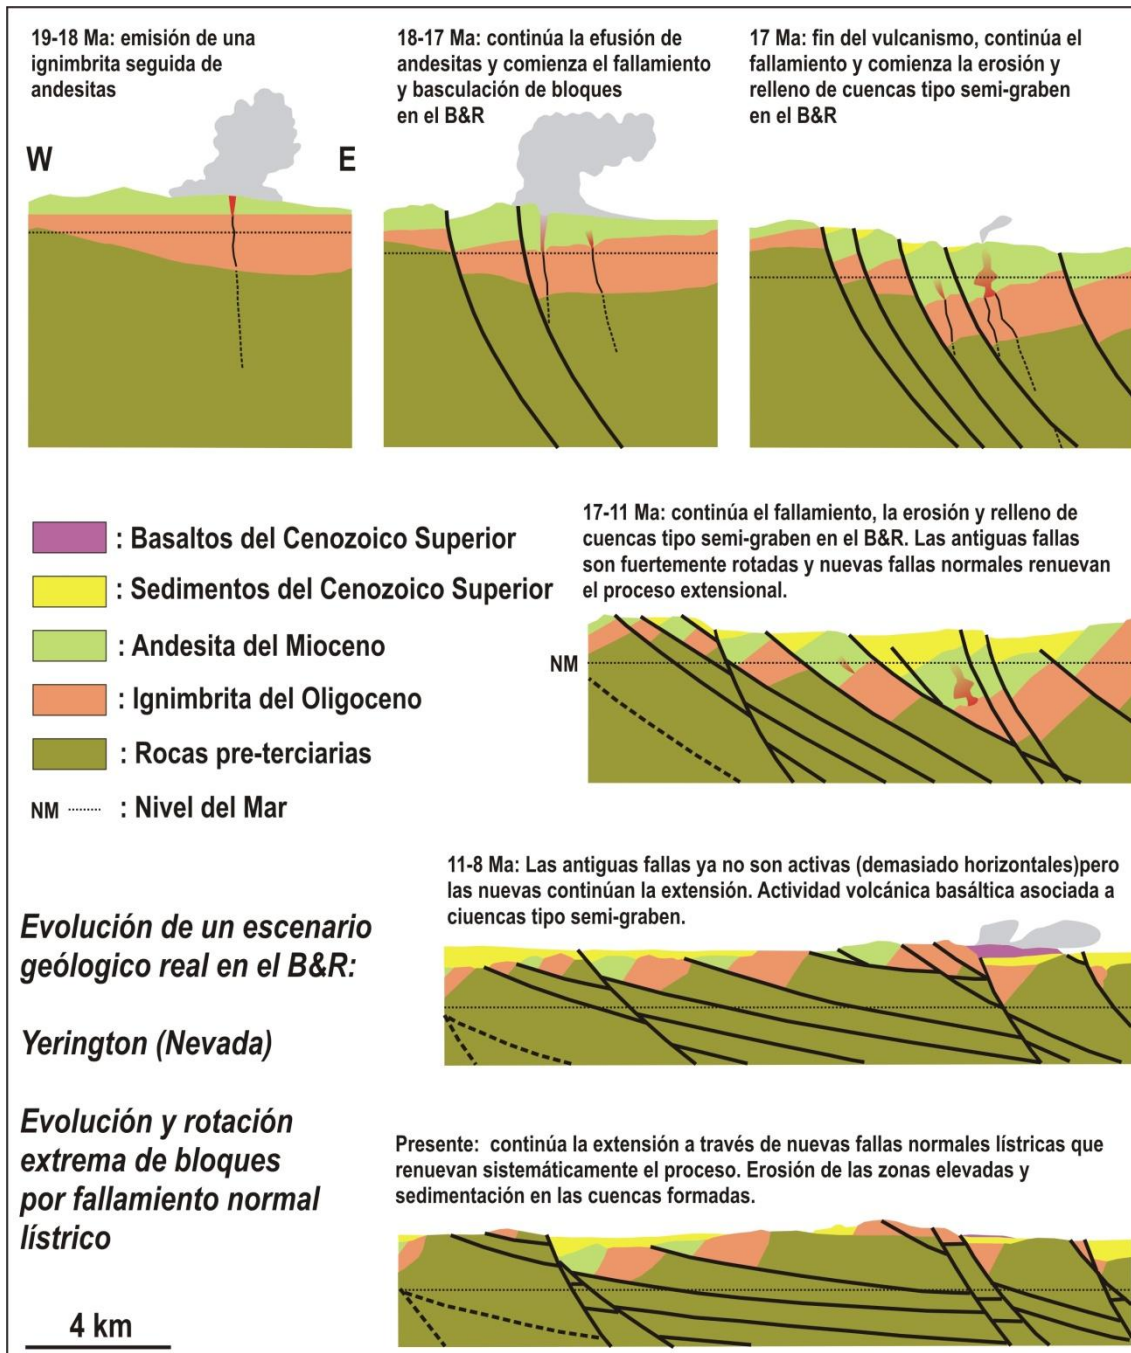 19-18 Ma: emisión de una
ignimbrita seguida de
andesitas
18-17 Ma: continúa la efusión de
andesitas y comienza el fallamiento
y basculación de bloques
en el B&R
17 Ma: fin del vulcanismo, continúa el
fallamiento y comienza la erosión y
relleno de cuencas tipo semi-graben
en el B&R
W
E
: Basaltos del Cenozoico Superior
: Sedimentos del Cenozoico Superior
: Andesita del Mioceno
: Ignimbrita del Oligoceno
: Rocas pre-terciarias
NM ........ : Nivel del Mar
17-11 Ma: continúa el fallamiento, la erosión y relleno de
cuencas tipo semi-graben en el B&R. Las antiguas fallas
son fuertemente rotadas y nuevas fallas normales renuevan
el proceso extensional.
NM
11-8 Ma: Las antiguas fallas ya no son activas (demasiado horizontales)pero
las nuevas continúan la extensión. Actividad volcánica basáltica asociada a
ciuencas tipo semi-graben.
Evolución de un escenario
geólogico real en el B&R:
Yerington (Nevada)
Evolución y rotación
extrema de bloques
por fallamiento normal
lístrico
Presente: continúa la extensión a través de nuevas fallas normales lístricas que
renuevan sistemáticamente el proceso. Erosión de las zonas elevadas y
sedimentación en las cuencas formadas.
4 km